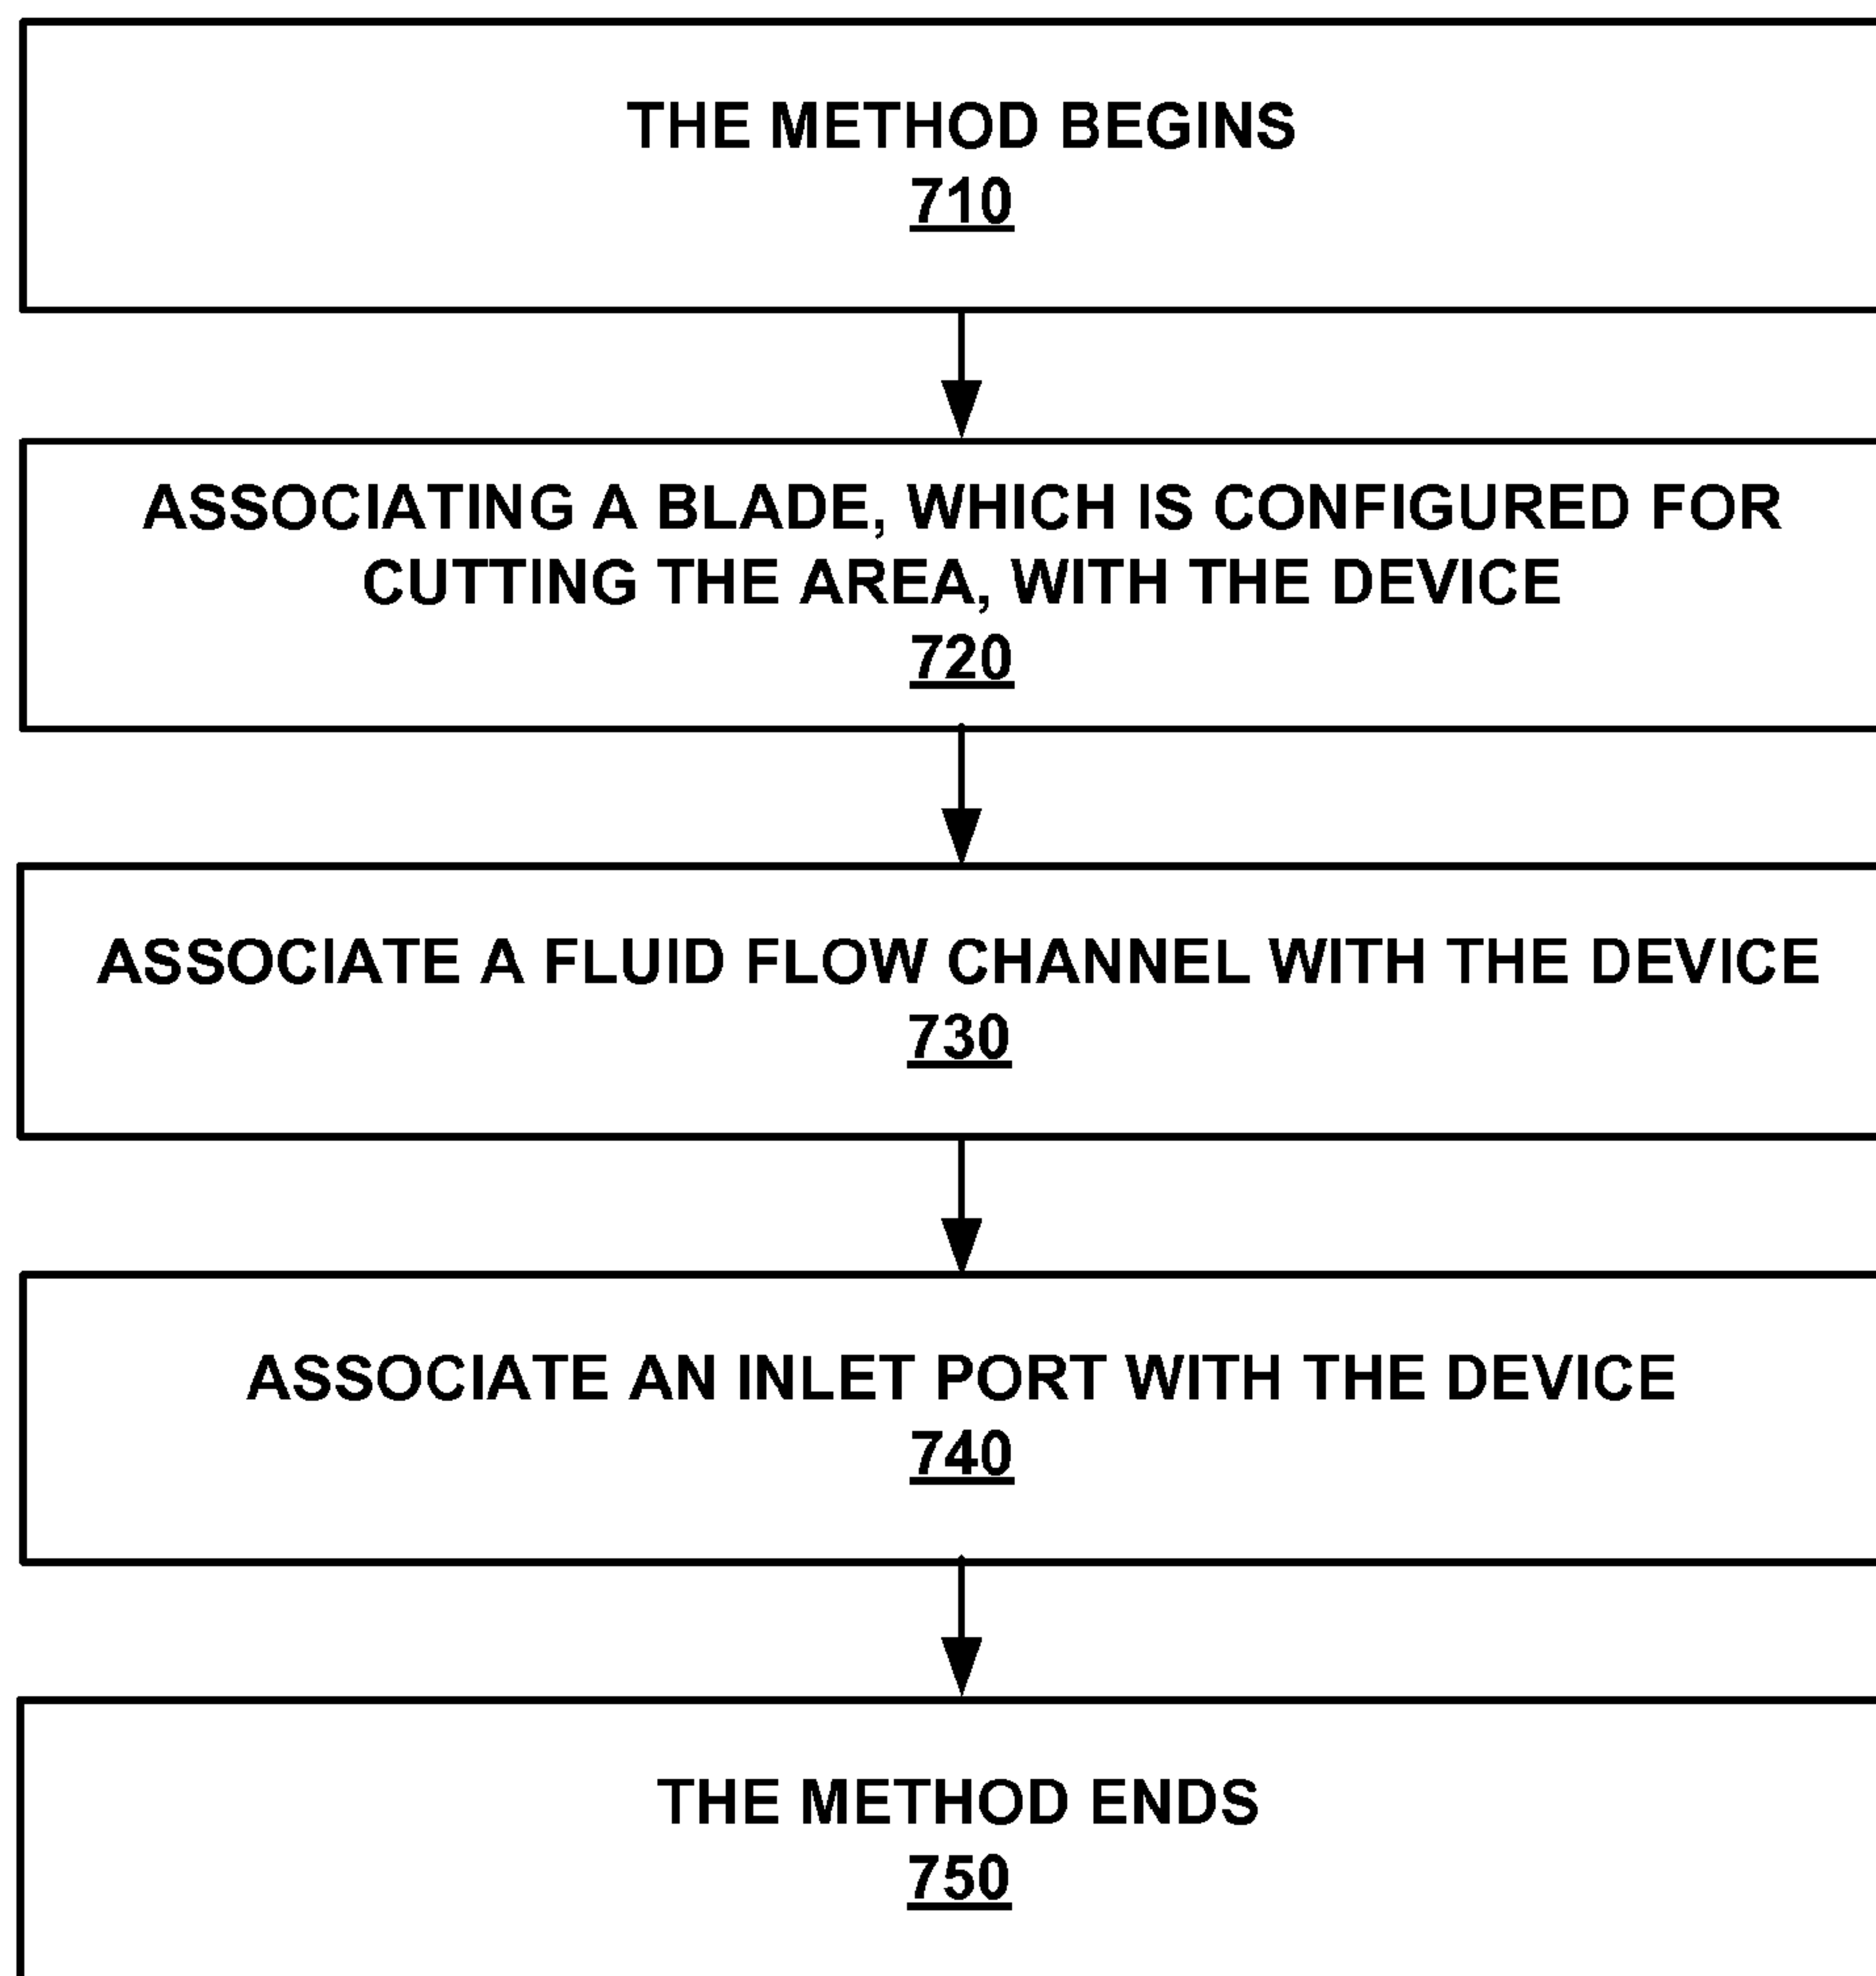 THE METHOD BEGINS
710
ASSOCIATING A BLADE, WHICH IS CONFIGURED FOR
CUTTING THE AREA, WITH THE DEVICE
720
ASSOCIATE A FLUID FLOW CHANNEL WITH THE DEVICE
730
ASSOCIATE AN INLET PORT WITH THE DEVICE
740
THE METHOD ENDS
750